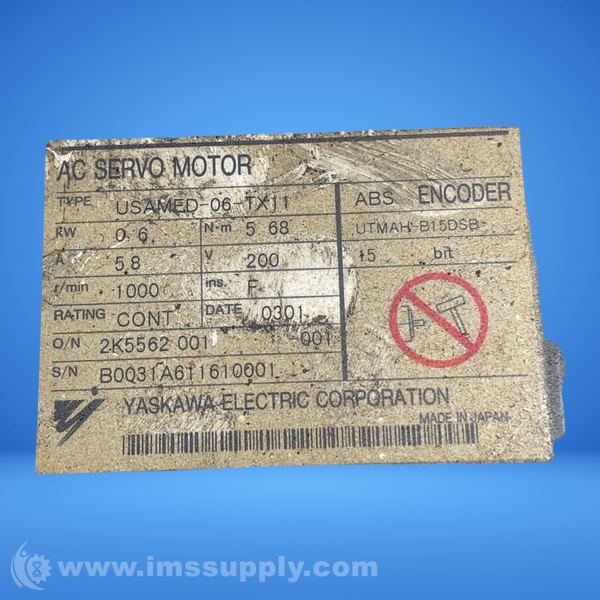 AC SERVO MOTOR
TYPE USAMED-06-TX11
KW 0.6 N·m 5.68
A 5.8 V 200
r/min 1000 ins. F
RATING CONT DATE 0301
O/N 2K5562 001 001
S/N B0031A611610001
ABS ENCODER
UTMAH-B15DSB
15 bit
YASKAWA ELECTRIC CORPORATION
MADE IN JAPAN
www.imssupply.com